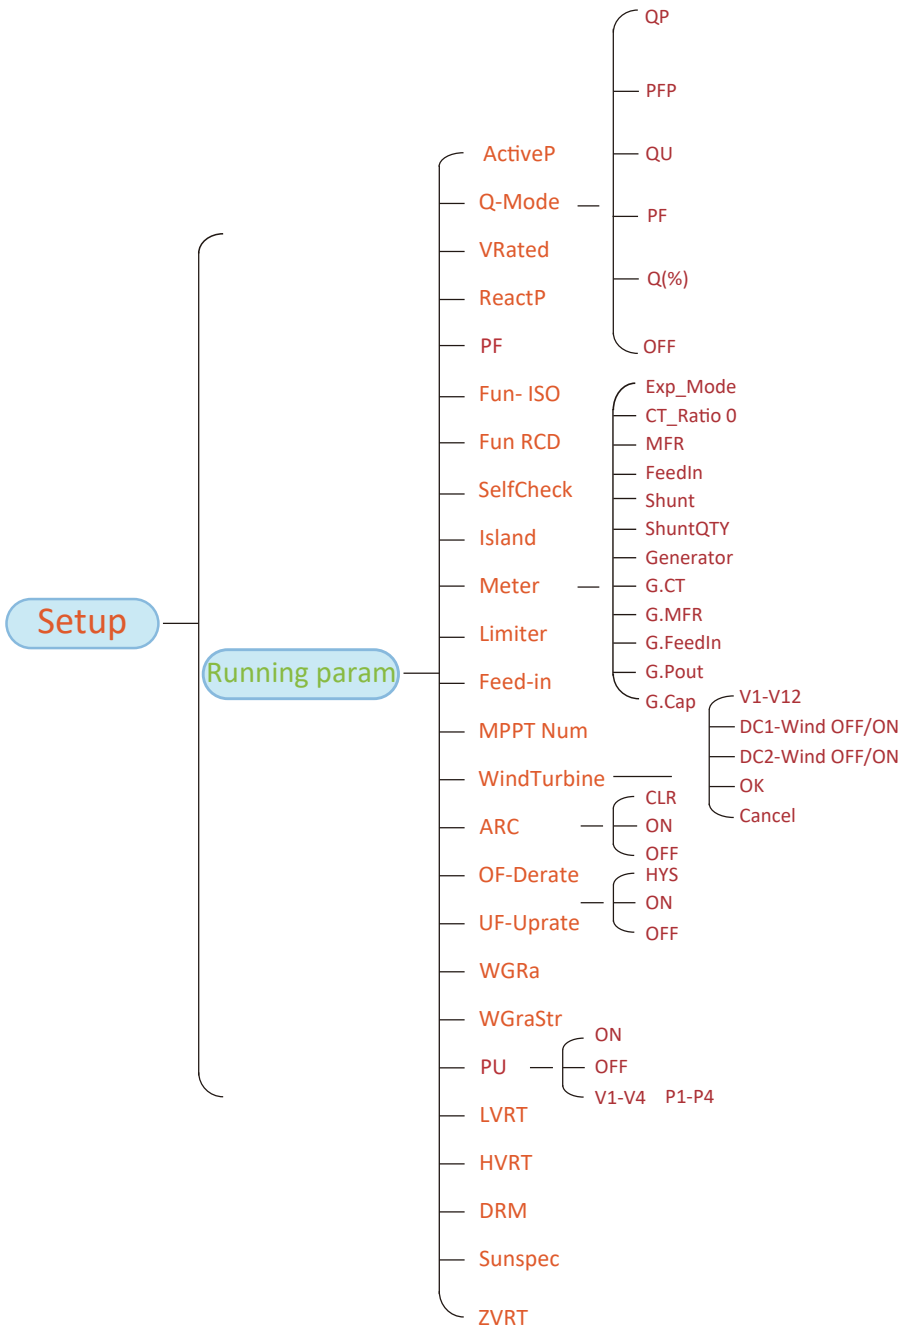 Setup
Running param
ActiveP
Q-Mode
QP
PFP
QU
PF
Q(%)
OFF
VRated
ReactP
PF
Fun- ISO
Fun RCD
SelfCheck
Island
Meter
Exp_Mode
CT_Ratio 0
MFR
FeedIn
Shunt
ShuntQTY
Generator
G.CT
G.MFR
G.FeedIn
G.Pout
G.Cap
Limiter
Feed-in
MPPT Num
WindTurbine
V1-V12
DC1-Wind OFF/ON
DC2-Wind OFF/ON
OK
Cancel
ARC
CLR
ON
OFF
OF-Derate
UF-Uprate
HYS
ON
OFF
WGRa
WGraStr
PU
ON
OFF
V1-V4 P1-P4
LVRT
HVRT
DRM
Sunspec
ZVRT